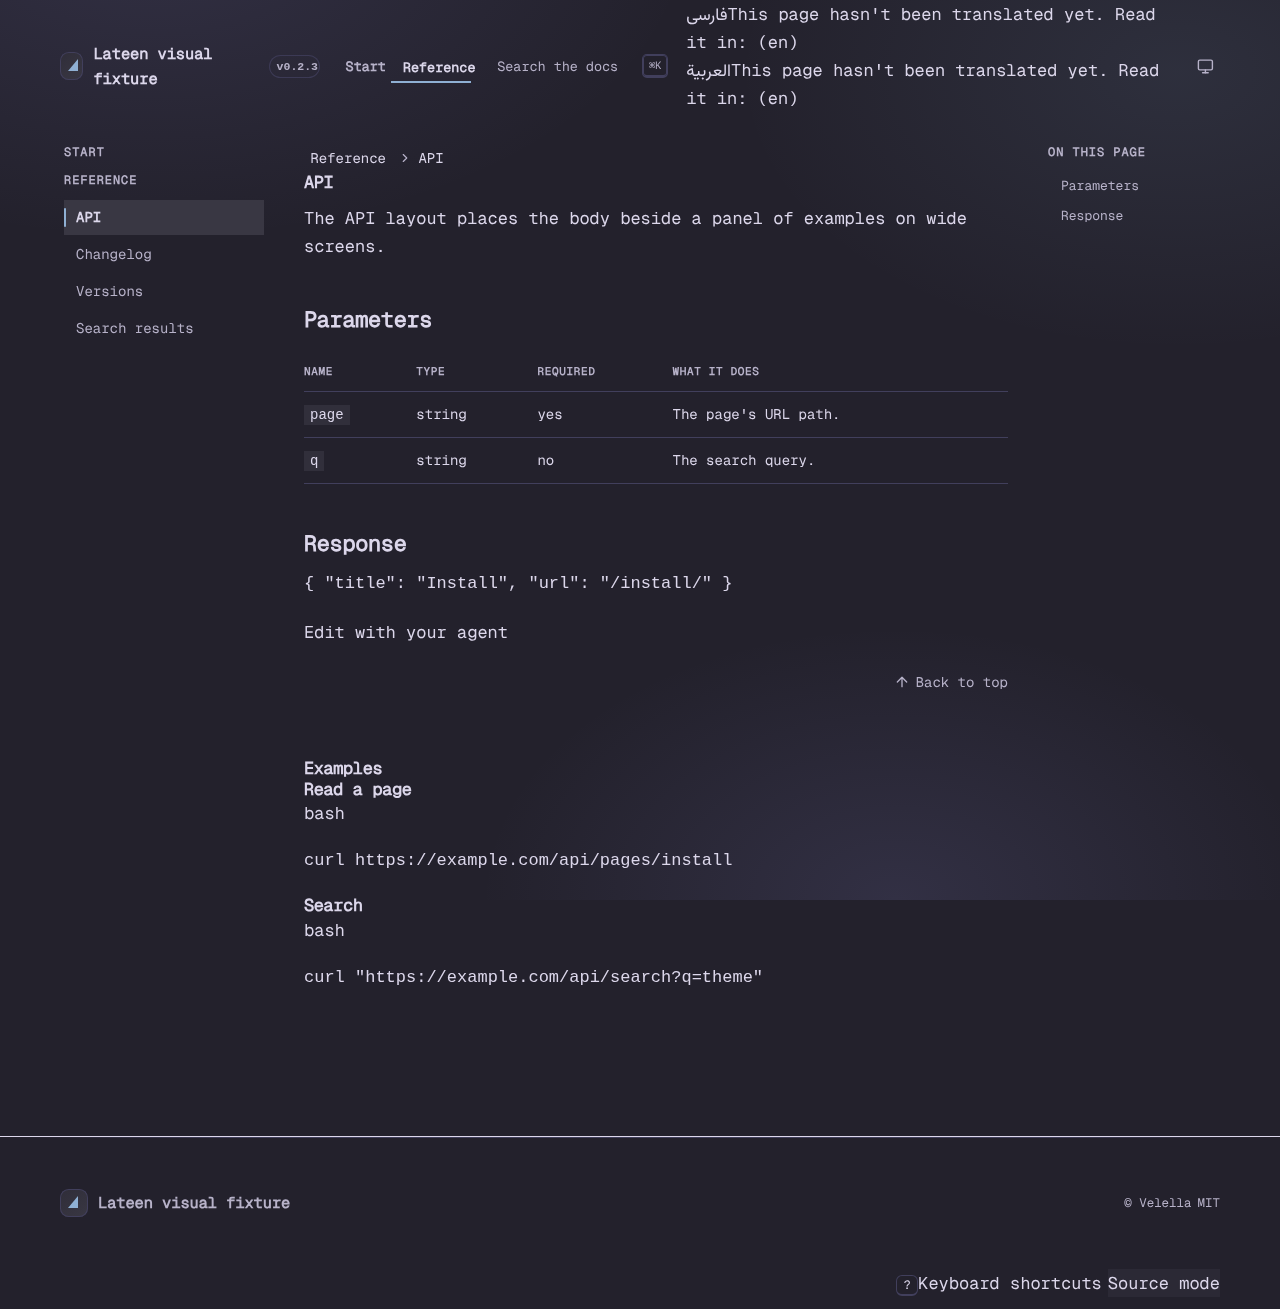 Lateen visual
fixture
v0.2.3
Start
Reference
Search the docs
⌘K
فارسیThis page hasn't been translated yet. Read
it in: (en)
العربيةThis page hasn't been translated yet. Read
it in: (en)
START
REFERENCE
API
Changelog
Versions
Search results
Reference > API
API
The API layout places the body beside a panel of examples on wide
screens.
Parameters
NAME TYPE REQUIRED WHAT IT DOES
page string yes The page's URL path.
q string no The search query.
Response
{ "title": "Install", "url": "/install/" }
Edit with your agent
↑ Back to top
Examples
Read a page
bash
curl https://example.com/api/pages/install
Search
bash
curl "https://example.com/api/search?q=theme"
ON THIS PAGE
Parameters
Response
Lateen visual fixture
© Velella MIT
? Keyboard shortcuts Source mode